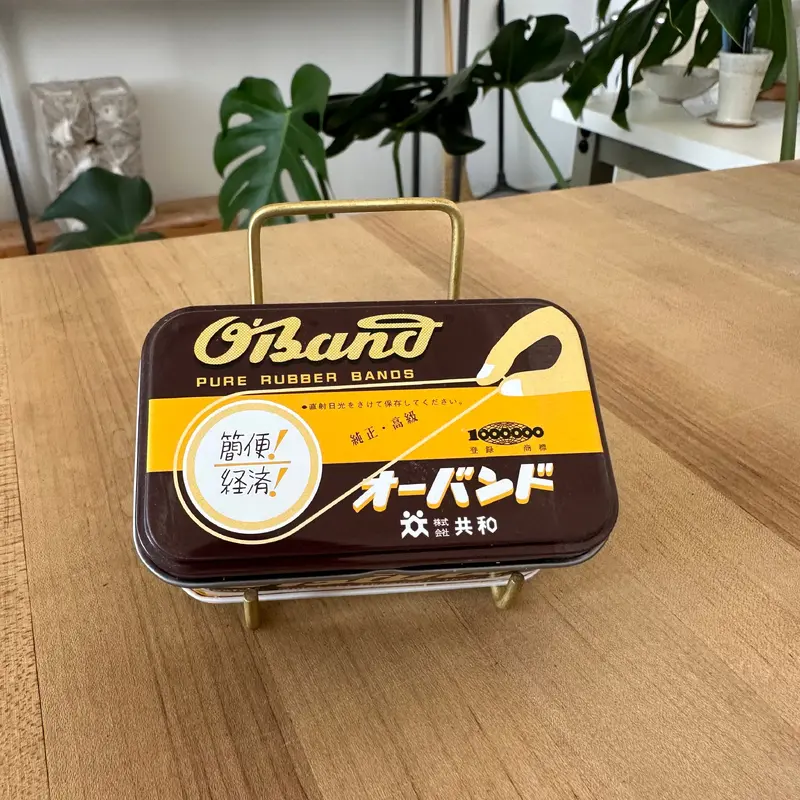 O'Band
PURE RUBBER BANDS
●直射日光をさけて保存してください。
純正・高級
簡便!
経済!
1000000
登録 商標
オーバンド
株式会社 共和